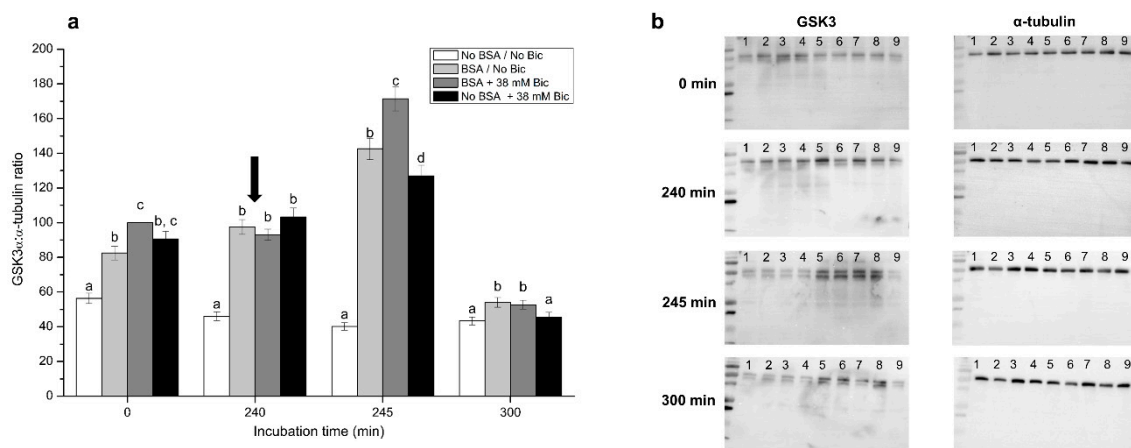 a
GSK3α:α-tubulin ratio
200
180
160
140
120
100
80
60
40
20
0
No BSA / No Bic
BSA / No Bic
BSA + 38 mM Bic
No BSA + 38 mM Bic
a b c b, c
a b b b
a b c d
a b b a
0 240 245 300
Incubation time (min)
b
GSK3 α-tubulin
0 min
1 2 3 4 5 6 7 8 9
1 2 3 4 5 6 7 8 9
240 min
1 2 3 4 5 6 7 8 9
1 2 3 4 5 6 7 8 9
245 min
1 2 3 4 5 6 7 8 9
1 2 3 4 5 6 7 8 9
300 min
1 2 3 4 5 6 7 8 9
1 2 3 4 5 6 7 8 9